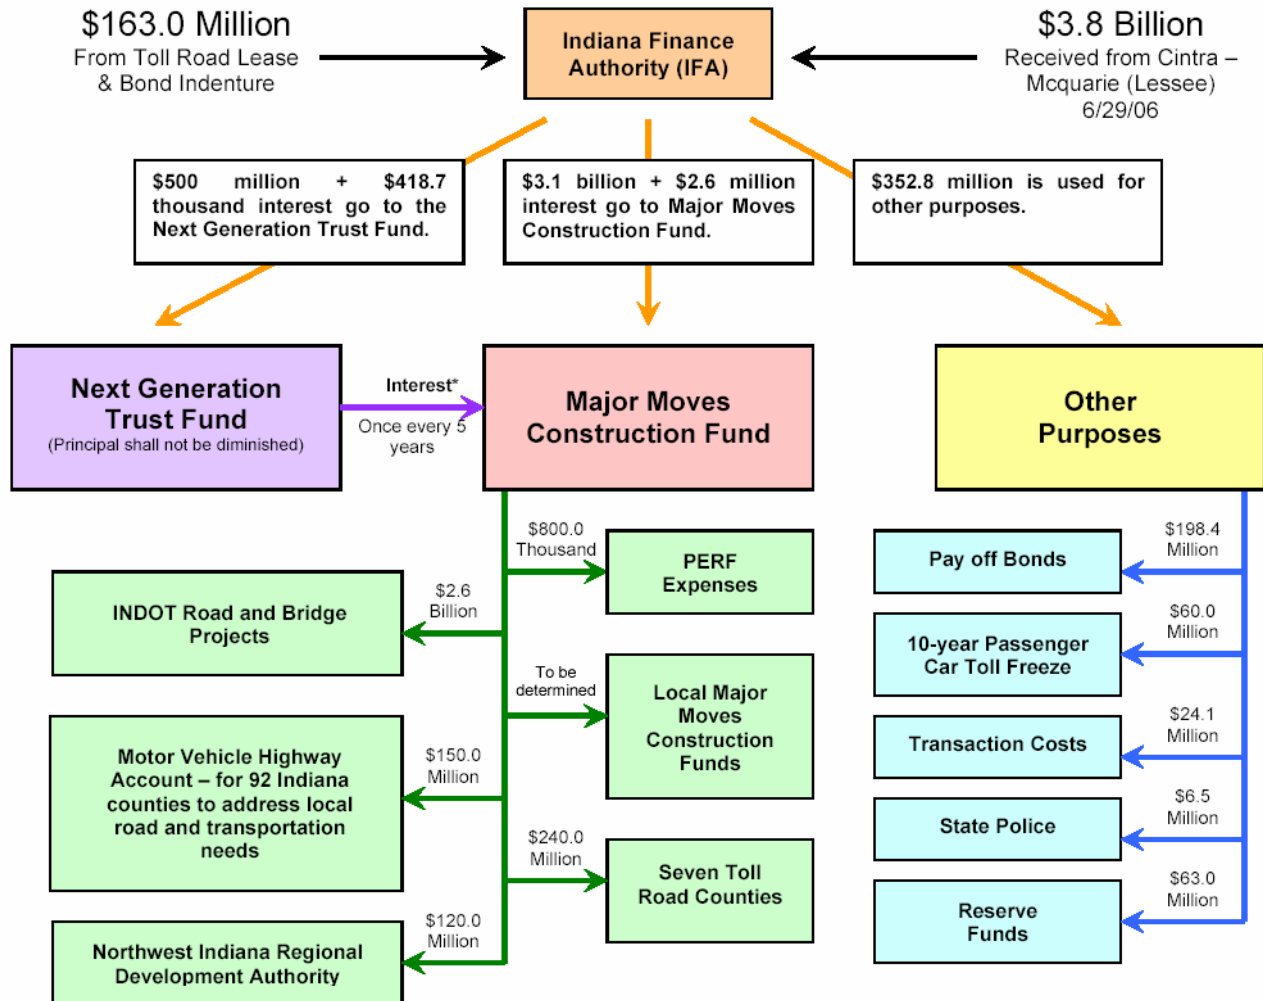 $163.0 Million
From Toll Road Lease
& Bond Indenture
Indiana Finance
Authority (IFA)
$3.8 Billion
Received from Cintra –
Mcquarie (Lessee)
6/29/06
$500 million + $418.7
thousand interest go to the
Next Generation Trust Fund.
$3.1 billion + $2.6 million
interest go to Major Moves
Construction Fund.
$352.8 million is used for
other purposes.
Next Generation
Trust Fund
(Principal shall not be diminished)
Interest*
Once every 5
years
Major Moves
Construction Fund
Other
Purposes
$800.0
Thousand
PERF
Expenses
$2.6
Billion
INDOT Road and Bridge
Projects
To be
determined
Local Major
Moves
Construction
Funds
$150.0
Million
Motor Vehicle Highway
Account – for 92 Indiana
counties to address local
road and transportation
needs
$240.0
Million
Seven Toll
Road Counties
$120.0
Million
Northwest Indiana Regional
Development Authority
$198.4
Million
Pay off Bonds
$60.0
Million
10-year Passenger
Car Toll Freeze
$24.1
Million
Transaction Costs
$6.5
Million
State Police
$63.0
Million
Reserve
Funds